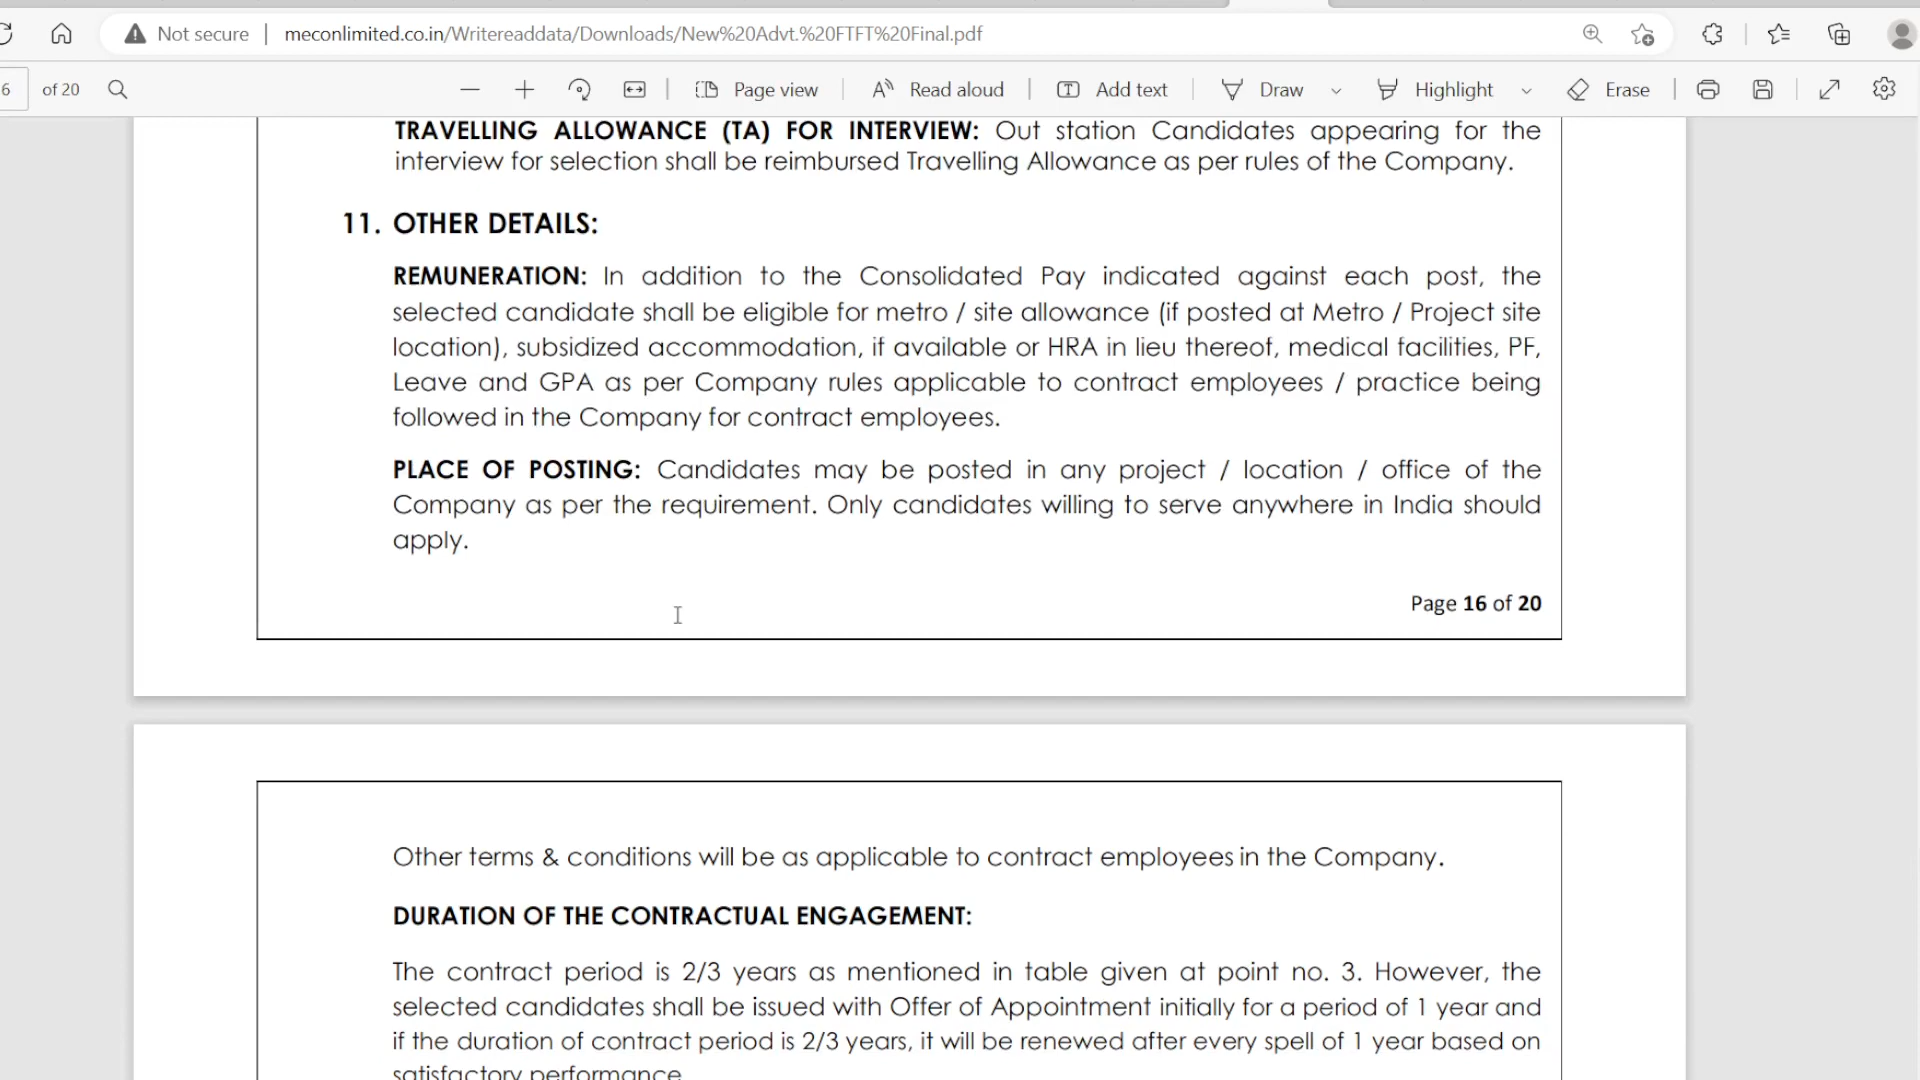 Not secure | meconlimited.co.in/Writereaddata/Downloads/New%20Advt.%20FTFT%20Final.pdf
6 of 20 Page view Read aloud Add text Draw Highlight Erase
TRAVELLING ALLOWANCE (TA) FOR INTERVIEW: Out station Candidates appearing for the
interview for selection shall be reimbursed Travelling Allowance as per rules of the Company.
11. OTHER DETAILS:
REMUNERATION: In addition to the Consolidated Pay indicated against each post, the
selected candidate shall be eligible for metro / site allowance (if posted at Metro / Project site
location), subsidized accommodation, if available or HRA in lieu thereof, medical facilities, PF,
Leave and GPA as per Company rules applicable to contract employees / practice being
followed in the Company for contract employees.
PLACE OF POSTING: Candidates may be posted in any project / location / office of the
Company as per the requirement. Only candidates willing to serve anywhere in India should
apply.
Page 16 of 20
Other terms & conditions will be as applicable to contract employees in the Company.
DURATION OF THE CONTRACTUAL ENGAGEMENT:
The contract period is 2/3 years as mentioned in table given at point no. 3. However, the
selected candidates shall be issued with Offer of Appointment initially for a period of 1 year and
if the duration of contract period is 2/3 years, it will be renewed after every spell of 1 year based on
satisfactory performance